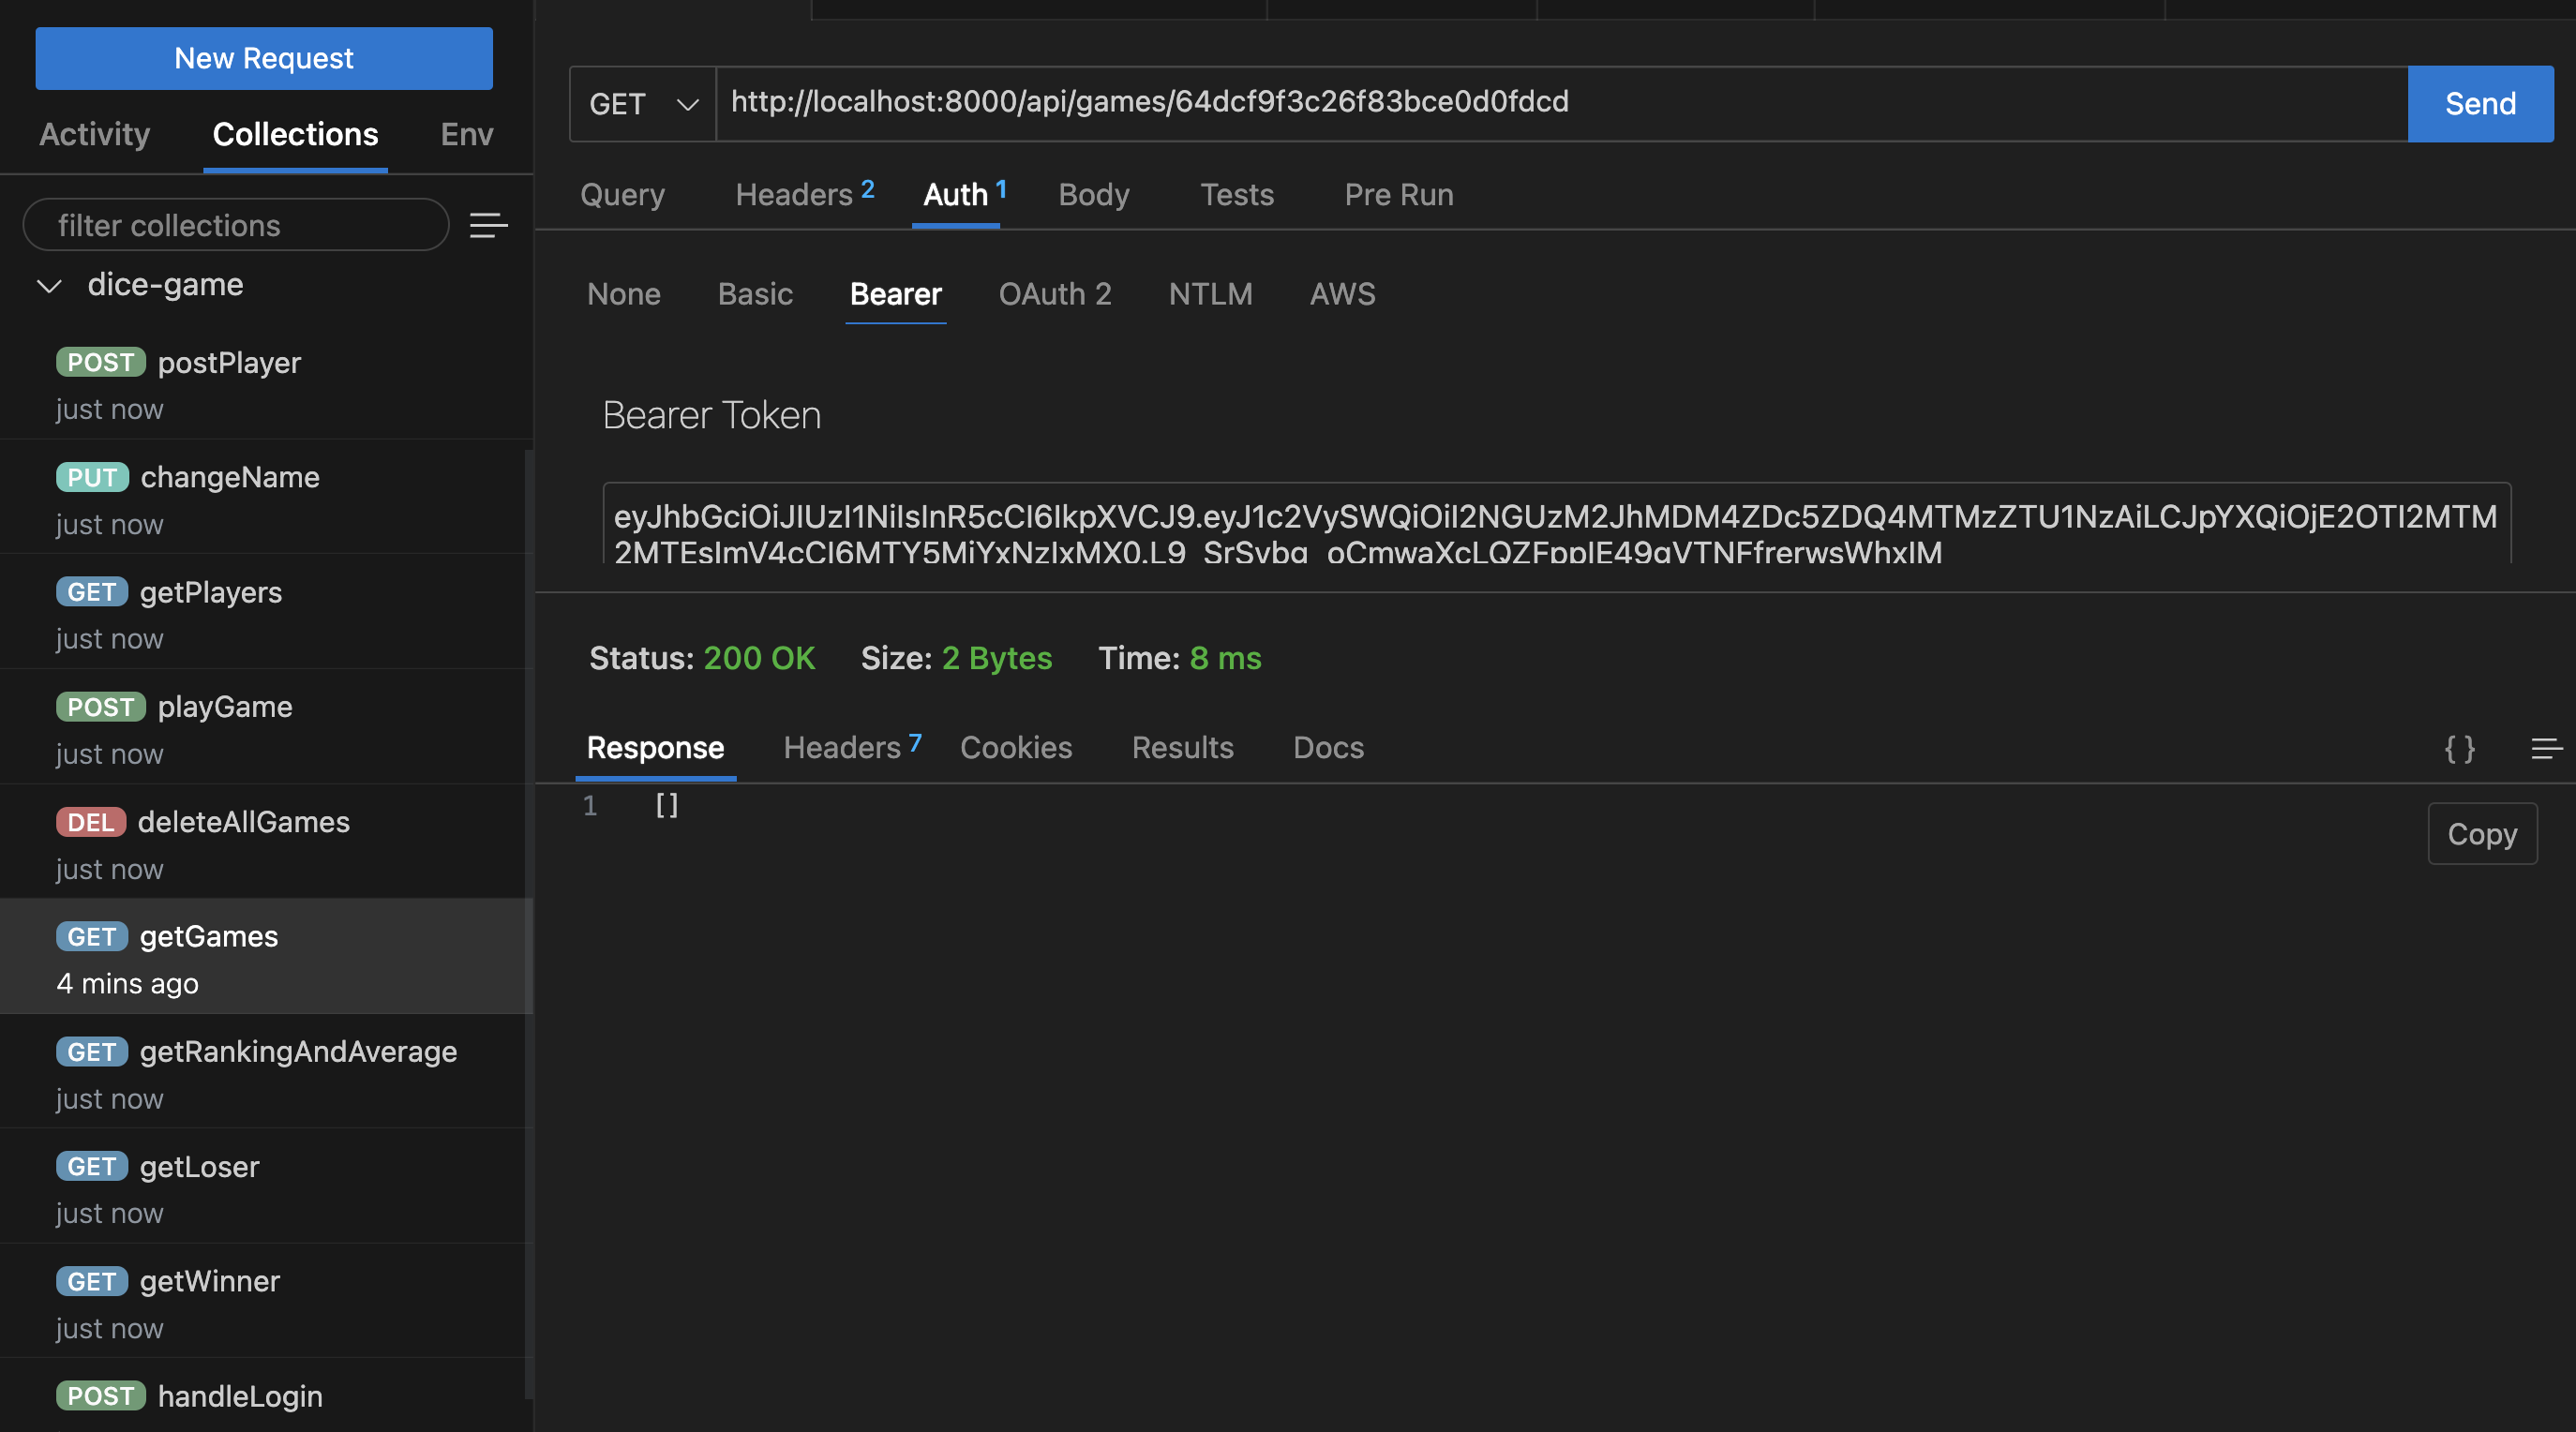 New Request
Activity Collections Env
filter collections
dice-game
POST postPlayer
just now
PUT changeName
just now
GET getPlayers
just now
POST playGame
just now
DEL deleteAllGames
just now
GET getGames
4 mins ago
GET getRankingAndAverage
just now
GET getLoser
just now
GET getWinner
just now
POST handleLogin
GET http://localhost:8000/api/games/64dcf9f3c26f83bce0d0fdcd Send
Query Headers 2 Auth 1 Body Tests Pre Run
None Basic Bearer OAuth 2 NTLM AWS
Bearer Token
eyJhbGciOiJIUzI1NiIsInR5cCI6IkpXVCJ9.eyJ1c2VySWQiOiI2NGUzM2JhMDM4ZDc5ZDQ4MTMzZTU1NzAiLCJpYXQiOjE2OTI2MTM
Status: 200 OK Size: 2 Bytes Time: 8 ms
Response Headers 7 Cookies Results Docs { }
1 []
Copy